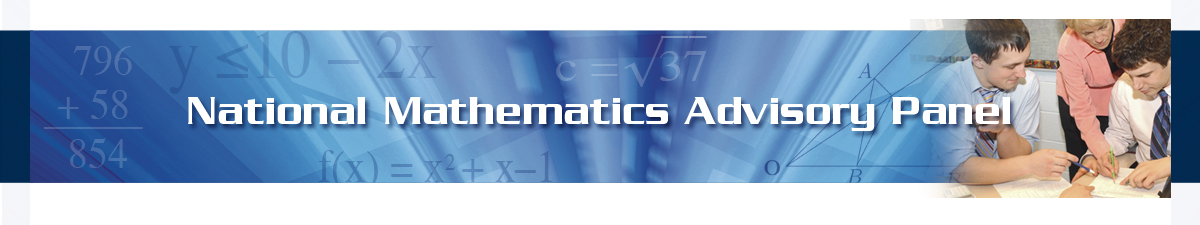 796
+ 58
854
y ≤10 – 2x
c = √37
National Mathematics Advisory Panel
f(x) = x²+ x–1
A
O
B